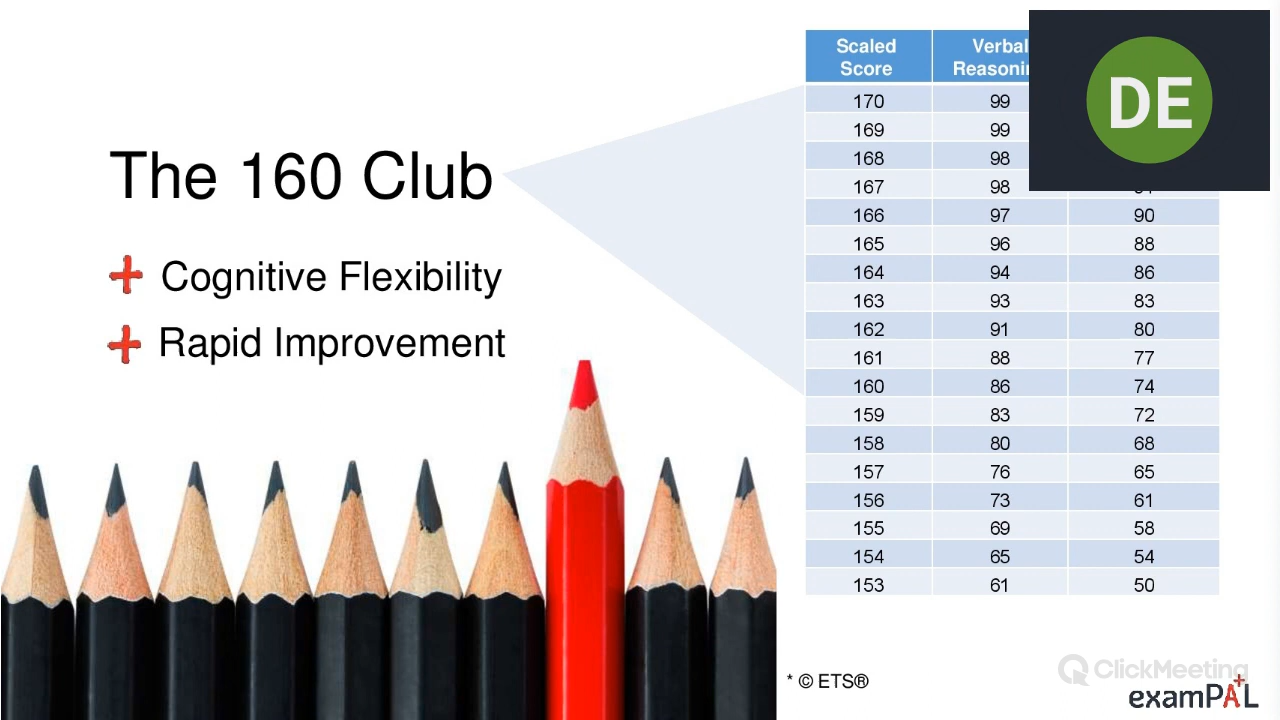 The 160 Club
Cognitive Flexibility
Rapid Improvement
Scaled Score Verbal
170 99
169 99
168 98
167 98
166 97 90
165 96 88
164 94 86
163 93 83
162 91 80
161 88 77
160 86 74
159 83 72
158 80 68
157 76 65
156 73 61
155 69 58
154 65 54
153 61 50
DE
* © ETS®
ClickMeeting
examPAL